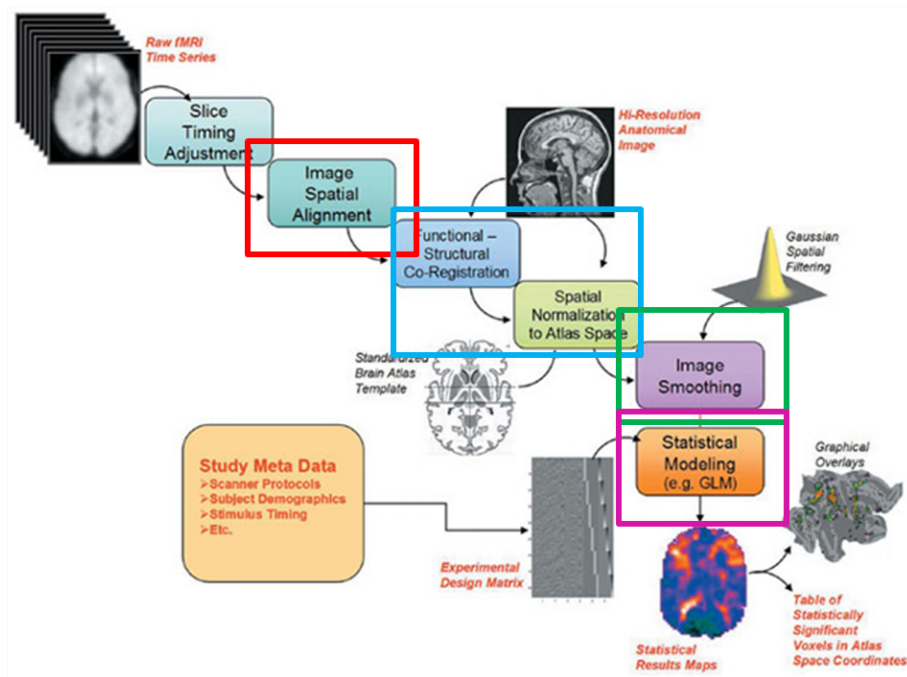 Raw fMRI
Time Series
Slice
Timing
Adjustment
Hi-Resolution
Anatomical
Image
Image
Spatial
Alignment
Functional –
Structural
Co-Registration
Gaussian
Spatial
Filtering
Spatial
Normalization
to Atlas Space
Standardized
Brain Atlas
Template
Image
Smoothing
Statistical
Modeling
(e.g. GLM)
Graphical
Overlays
Study Meta Data
➢Scanner Protocols
➢Subject Demographics
➢Stimulus Timing
➢Etc.
Experimental
Design Matrix
Statistical
Results Maps
Table of
Statistically
Significant
Voxels in Atlas
Space Coordinates